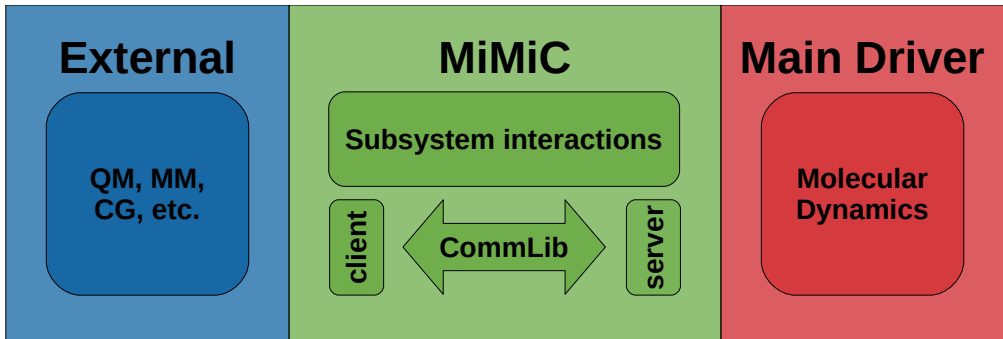 External
QM, MM,
CG, etc.
MiMiC
Subsystem interactions
client
CommLib
server
Main Driver
Molecular
Dynamics